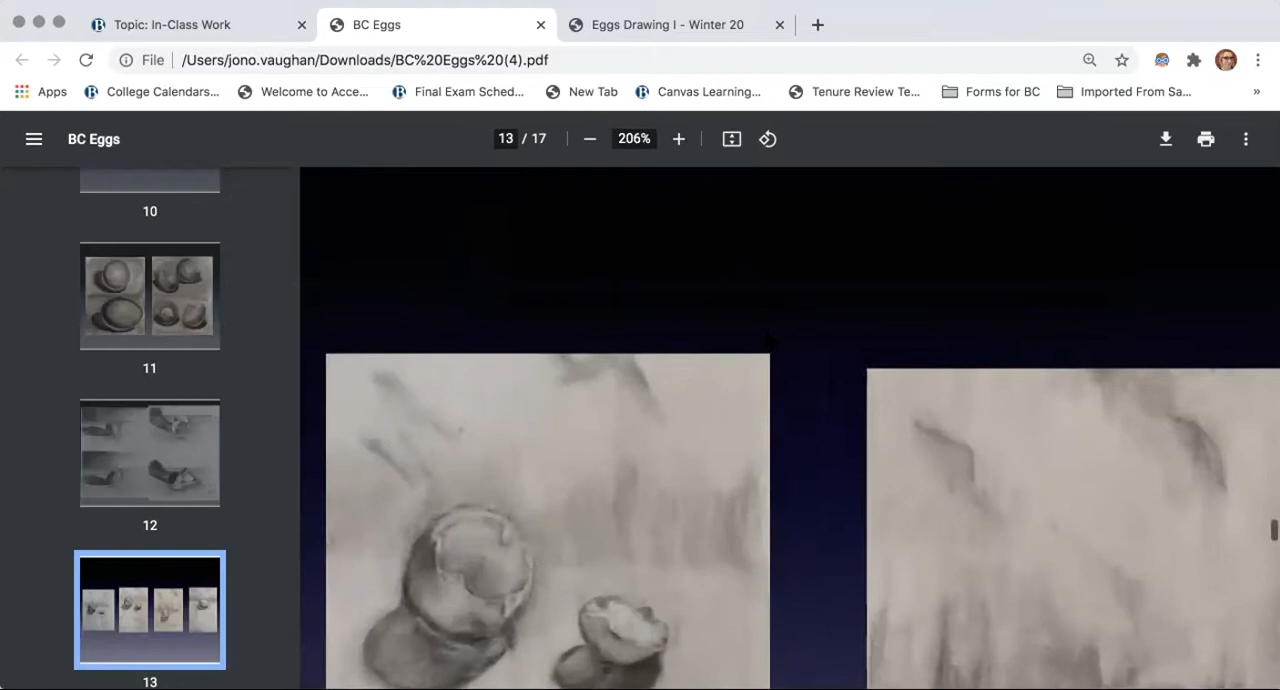 Topic: In-Class Work
BC Eggs
Eggs Drawing I - Winter 20
File
/Users/jono.vaughan/Downloads/BC%20Eggs%20(4).pdf
Apps
College Calendars...
Welcome to Acce...
Final Exam Sched...
New Tab
Canvas Learning...
Tenure Review Te...
Forms for BC
Imported From Sa...
»
BC Eggs
13 / 17
206%
10
11
12
13